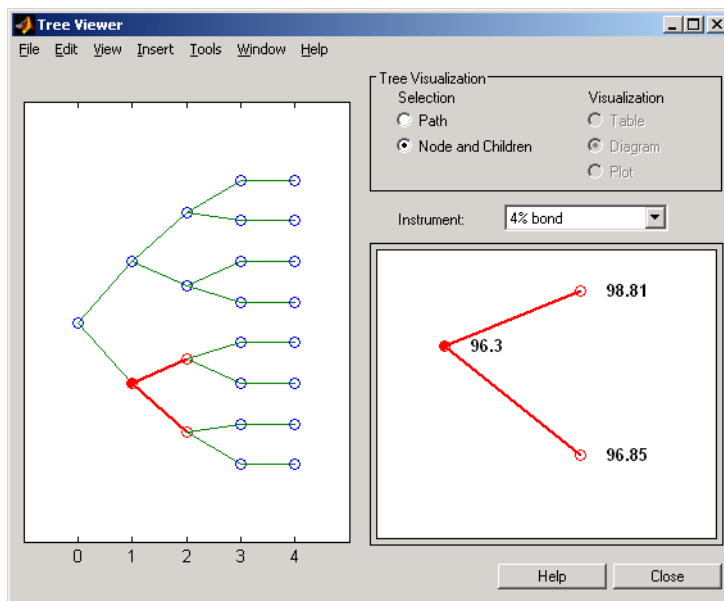 Tree Viewer
File Edit View Insert Tools Window Help
Tree Visualization
Selection
Visualization
Path
Table
Node and Children
Diagram
Plot
Instrument: 4% bond
98.81
96.3
96.85
0 1 2 3 4
Help Close